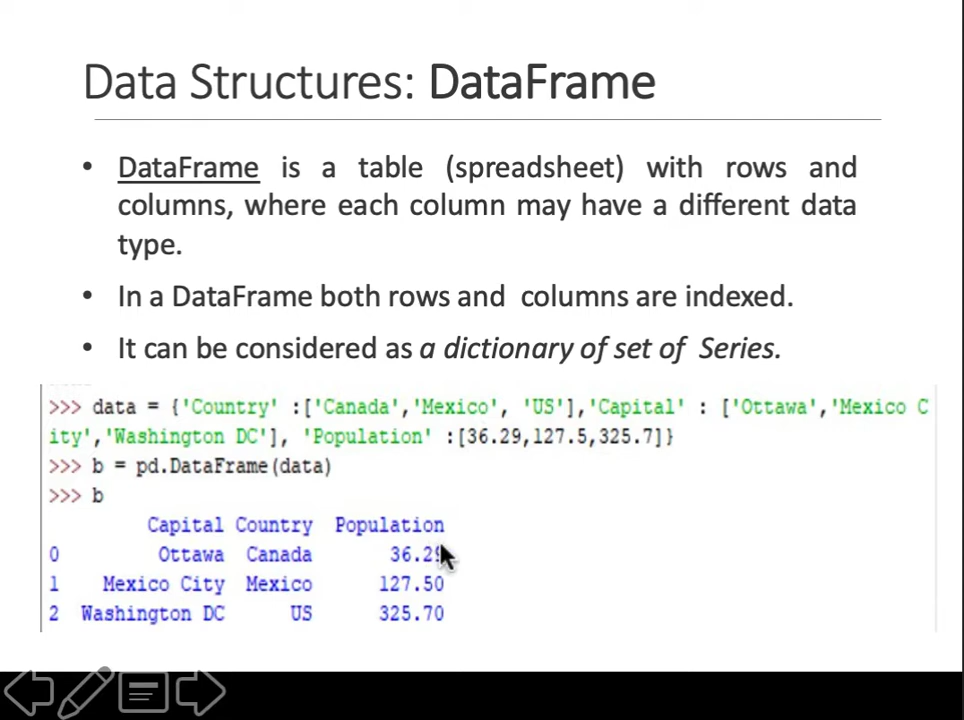 Data Structures: DataFrame
• DataFrame is a table (spreadsheet) with rows and
columns, where each column may have a different data
type.
• In a DataFrame both rows and columns are indexed.
• It can be considered as a dictionary of set of Series.
>>> data = {'Country' :['Canada','Mexico', 'US'],'Capital' : ['Ottawa','Mexico C
ity','Washington DC'], 'Population' :[36.29,127.5,325.7]}
>>> b = pd.DataFrame(data)
>>> b
Capital Country Population
0 Ottawa Canada 36.29
1 Mexico City Mexico 127.50
2 Washington DC US 325.70